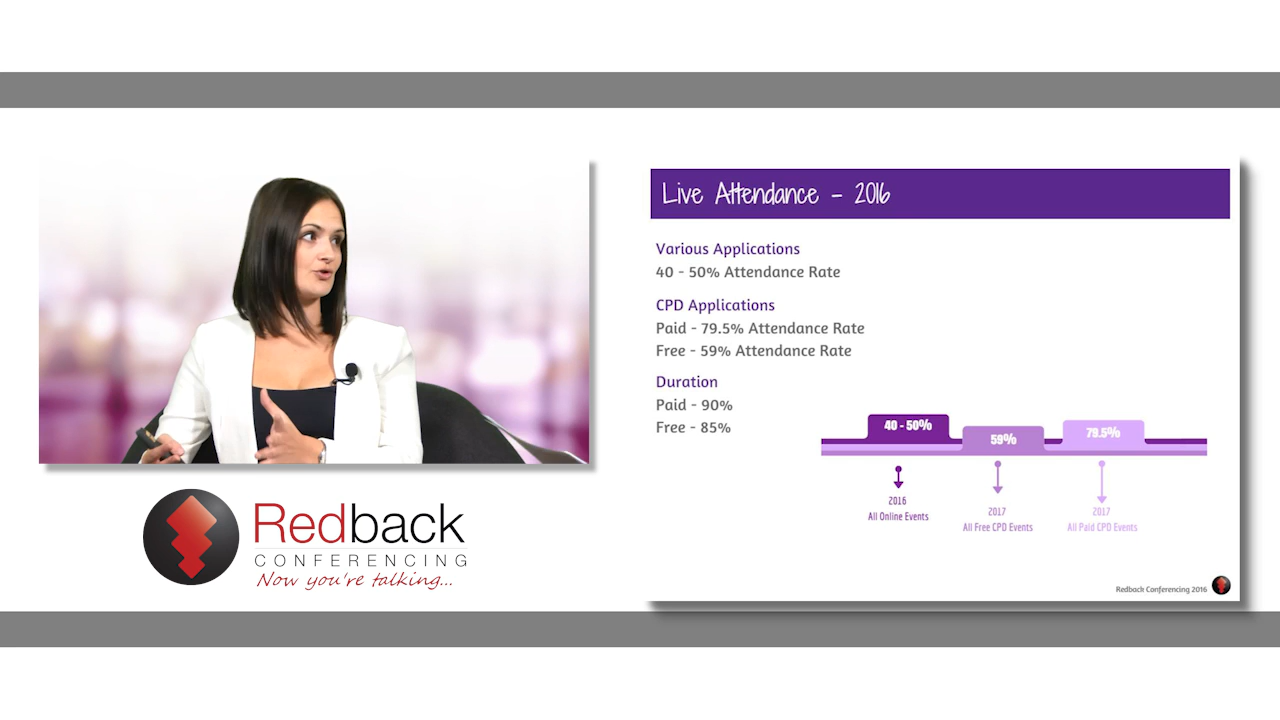 Live Attendance - 2016
Various Applications
40 - 50% Attendance Rate
CPD Applications
Paid - 79.5% Attendance Rate
Free - 59% Attendance Rate
Duration
Paid - 90%
Free - 85%
40 - 50%
59%
79.5%
2016
All Online Events
2017
All Free CPD Events
2017
All Paid CPD Events
Redback Conferencing 2016
Redback
CONFERENCING
Now you're talking...